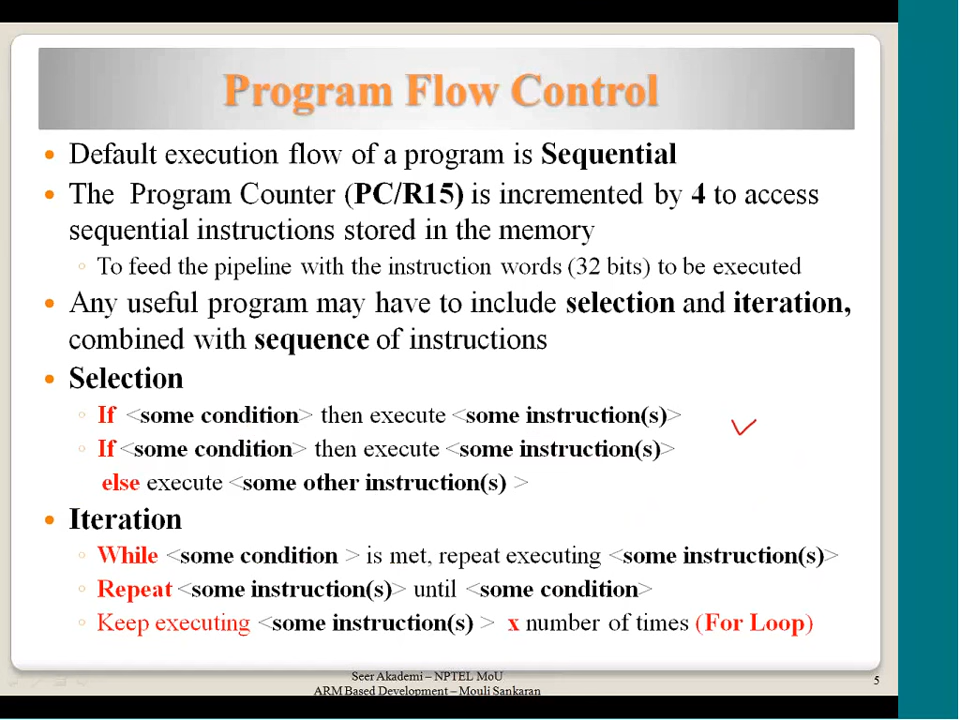 Program Flow Control
• Default execution flow of a program is Sequential
• The Program Counter (PC/R15) is incremented by 4 to access
sequential instructions stored in the memory
◦ To feed the pipeline with the instruction words (32 bits) to be executed
• Any useful program may have to include selection and iteration,
combined with sequence of instructions
• Selection
◦ If <some condition> then execute <some instruction(s)>
◦ If <some condition> then execute <some instruction(s)>
else execute <some other instruction(s) >
• Iteration
◦ While <some condition > is met, repeat executing <some instruction(s)>
◦ Repeat <some instruction(s)> until <some condition>
◦ Keep executing <some instruction(s) > x number of times (For Loop)
Seer Akademi – NPTEL MoU
ARM Based Development – Mouli Sankaran
5